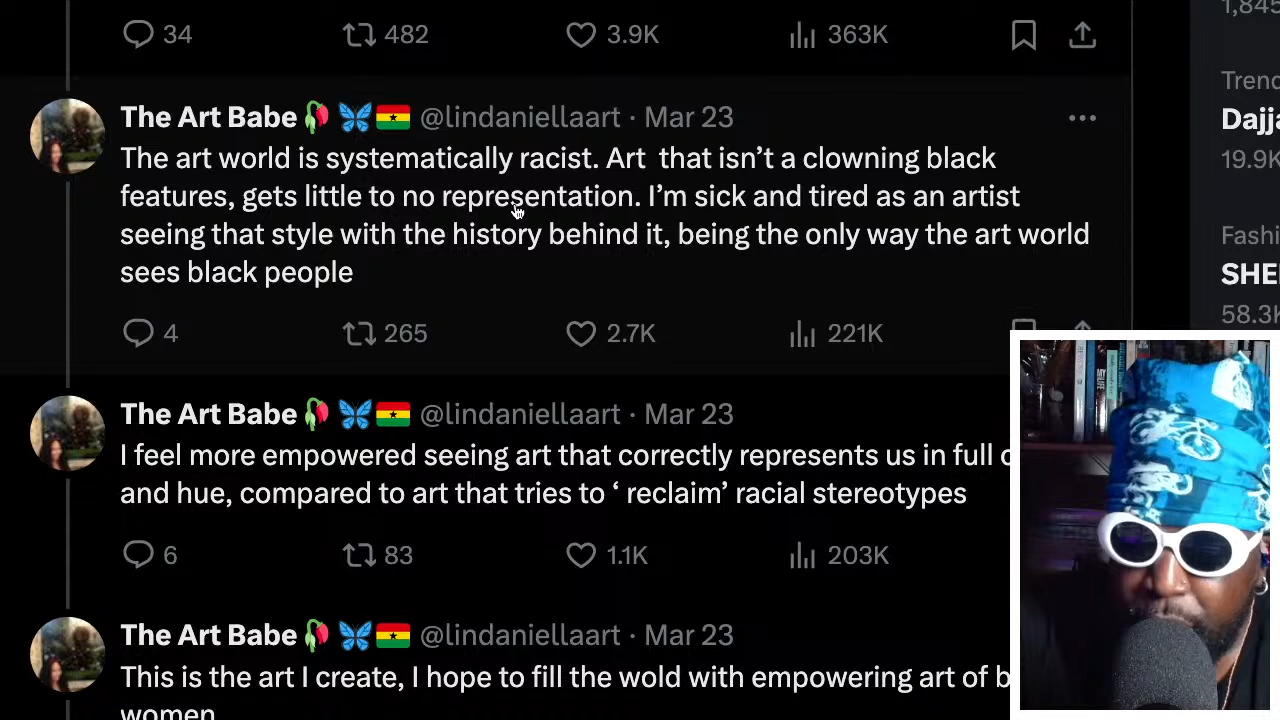 1,845
34 482 3.9K 363K
Trend
The Art Babe @lindaniellaart · Mar 23
Dajja
The art world is systematically racist. Art that isn't a clowning black
19.9K
features, gets little to no representation. I'm sick and tired as an artist
seeing that style with the history behind it, being the only way the art world
Fashi
sees black people
SHE
58.3K
4 265 2.7K 221K
The Art Babe @lindaniellaart · Mar 23
I feel more empowered seeing art that correctly represents us in full c
and hue, compared to art that tries to ‘ reclaim’ racial stereotypes
6 83 1.1K 203K
The Art Babe @lindaniellaart · Mar 23
This is the art I create, I hope to fill the wold with empowering art of b
women